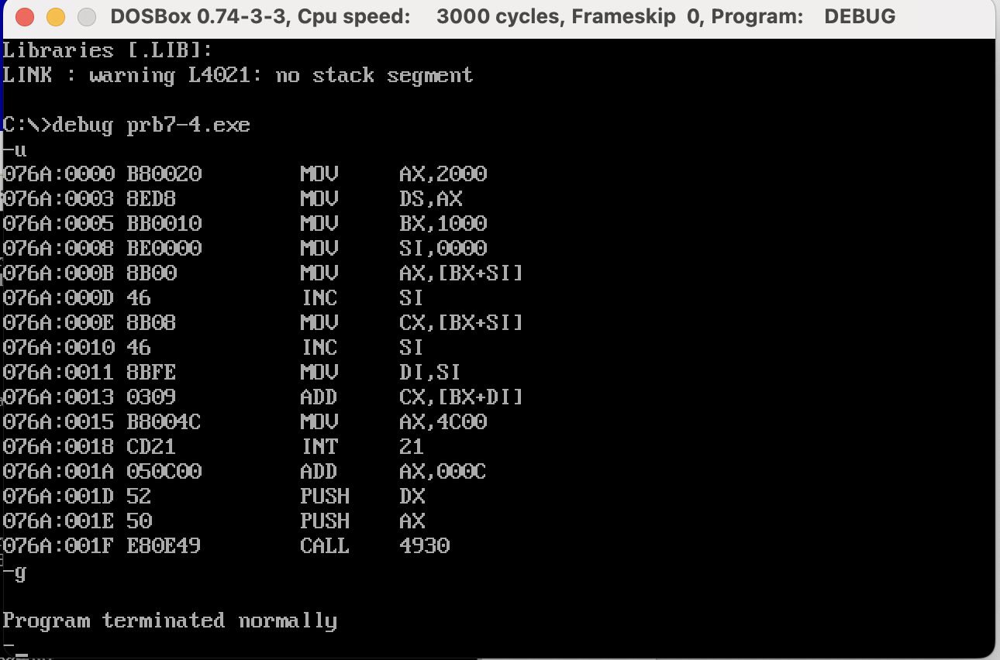 DOSBox 0.74-3-3, Cpu speed: 3000 cycles, Frameskip 0, Program: DEBUG
Libraries [.LIB]:
LINK : warning L4021: no stack segment
C:\>debug prb7-4.exe
-u
076A:0000 B80020 MOV AX,2000
076A:0003 8ED8 MOV DS,AX
076A:0005 BB0010 MOV BX,1000
076A:0008 BE0000 MOV SI,0000
076A:000B 8B00 MOV AX,[BX+SI]
076A:000D 46 INC SI
076A:000E 8B08 MOV CX,[BX+SI]
076A:0010 46 INC SI
076A:0011 8BFE MOV DI,SI
076A:0013 0309 ADD CX,[BX+DI]
076A:0015 B8004C MOV AX,4C00
076A:0018 CD21 INT 21
076A:001A 050C00 ADD AX,000C
076A:001D 52 PUSH DX
076A:001E 50 PUSH AX
076A:001F E80E49 CALL 4930
-g
Program terminated normally
-